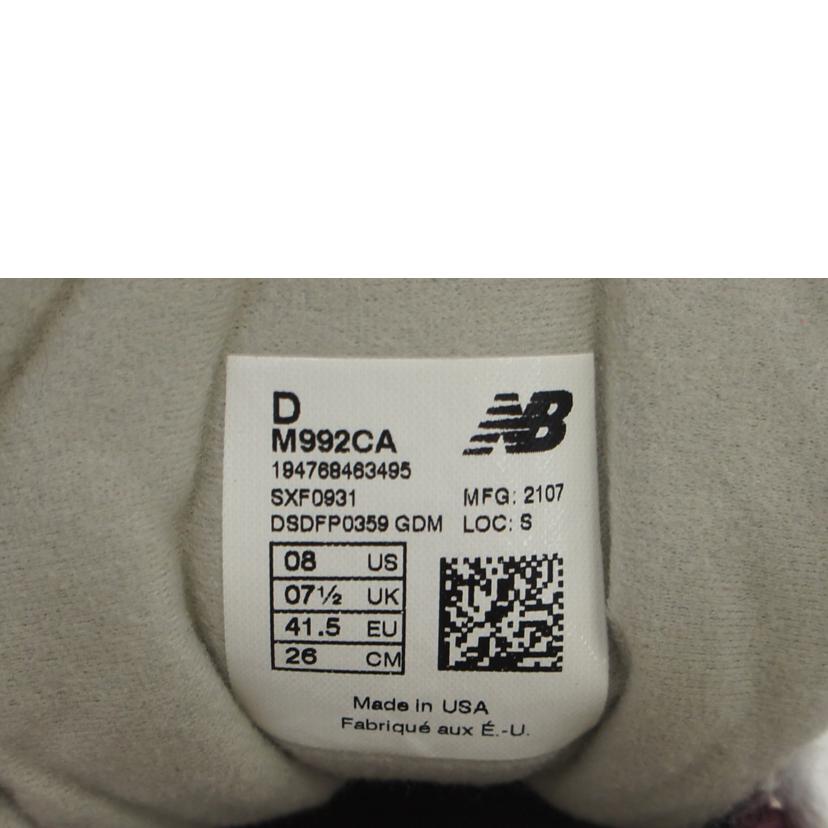 D
NB
M992CA
194768463495
SXF0931 MFG: 2107
DSDFP0359 GDM LOC: S
08 US
07½ UK
41.5 EU
26 CM
Made in USA
Fabriqué aux É.-U.